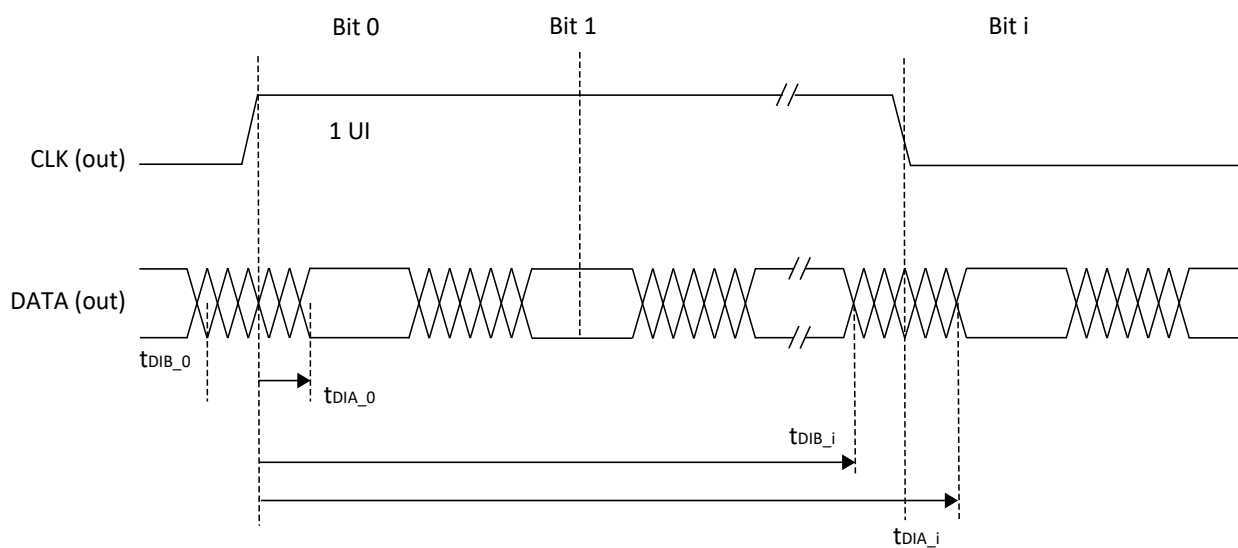 Bit 0
Bit 1
Bit i
1 UI
CLK (out)
DATA (out)
tDIB_0
tDIA_0
tDIB_i
tDIA_i